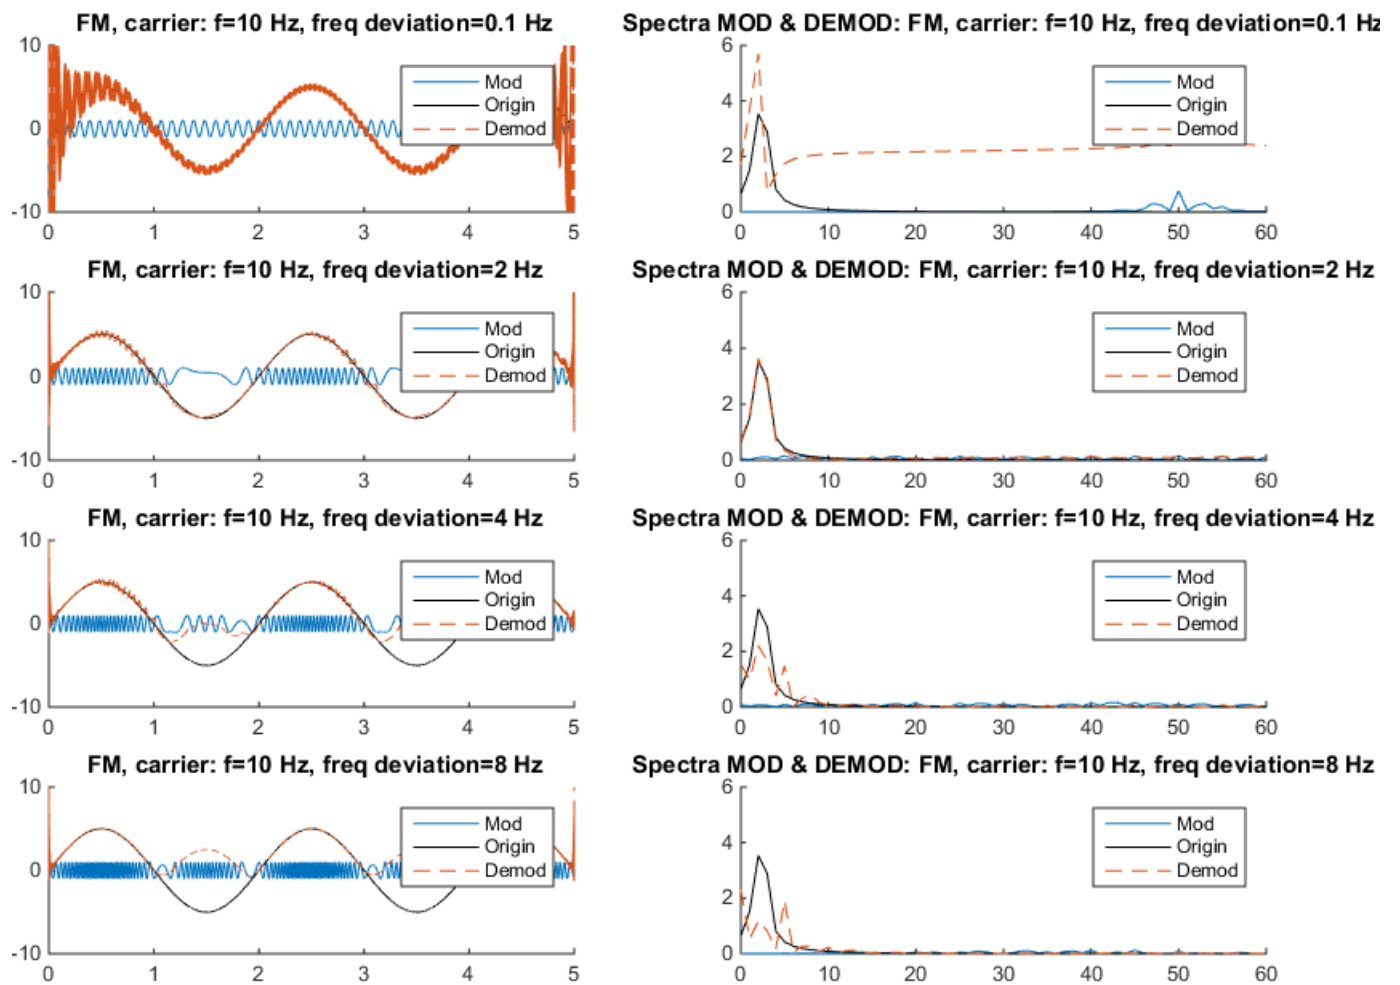 FM, carrier: f=10 Hz, freq deviation=0.1 Hz
10
0
-10
0 1 2 3 4 5
Mod
Origin
Demod
Spectra MOD & DEMOD: FM, carrier: f=10 Hz, freq deviation=0.1 Hz
6
4
2
0
0 10 20 30 40 50 60
Mod
Origin
Demod
FM, carrier: f=10 Hz, freq deviation=2 Hz
10
0
-10
0 1 2 3 4 5
Mod
Origin
Demod
Spectra MOD & DEMOD: FM, carrier: f=10 Hz, freq deviation=2 Hz
6
4
2
0
0 10 20 30 40 50 60
Mod
Origin
Demod
FM, carrier: f=10 Hz, freq deviation=4 Hz
10
0
-10
0 1 2 3 4 5
Mod
Origin
Demod
Spectra MOD & DEMOD: FM, carrier: f=10 Hz, freq deviation=4 Hz
6
4
2
0
0 10 20 30 40 50 60
Mod
Origin
Demod
FM, carrier: f=10 Hz, freq deviation=8 Hz
10
0
-10
0 1 2 3 4 5
Mod
Origin
Demod
Spectra MOD & DEMOD: FM, carrier: f=10 Hz, freq deviation=8 Hz
6
4
2
0
0 10 20 30 40 50 60
Mod
Origin
Demod